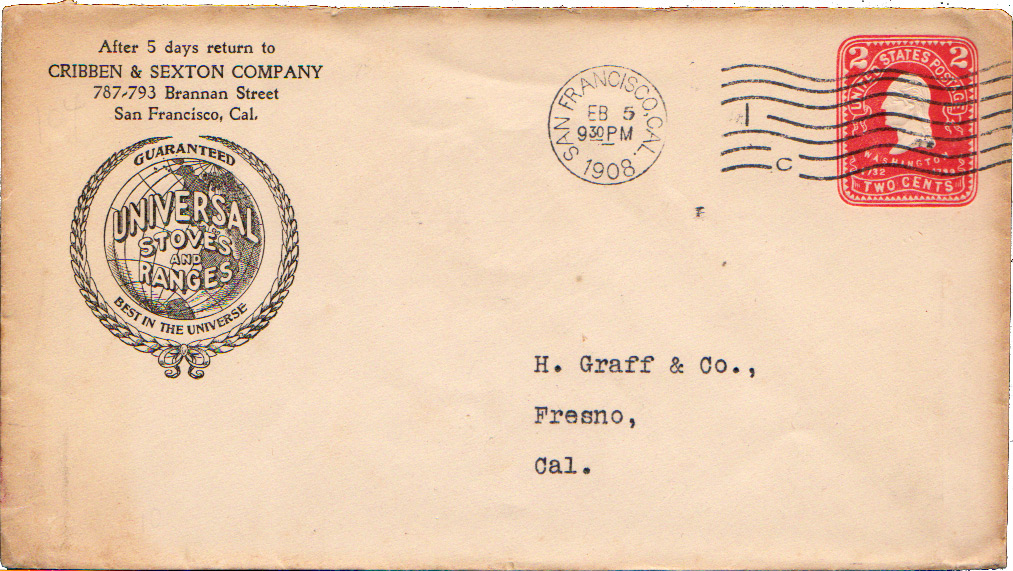 After 5 days return to
CRIBBEN & SEXTON COMPANY
787-793 Brannan Street
San Francisco, Cal.
GUARANTEED
UNIVERSAL
STOVES
AND
RANGES
BEST IN THE UNIVERSE
SAN FRANCISCO, CAL.
EB 5
930 PM
1908
C
2 2
UNITED STATES POSTAGE
WASHINGTON
1732
TWO CENTS
H. Graff & Co.,
Fresno,
Cal.